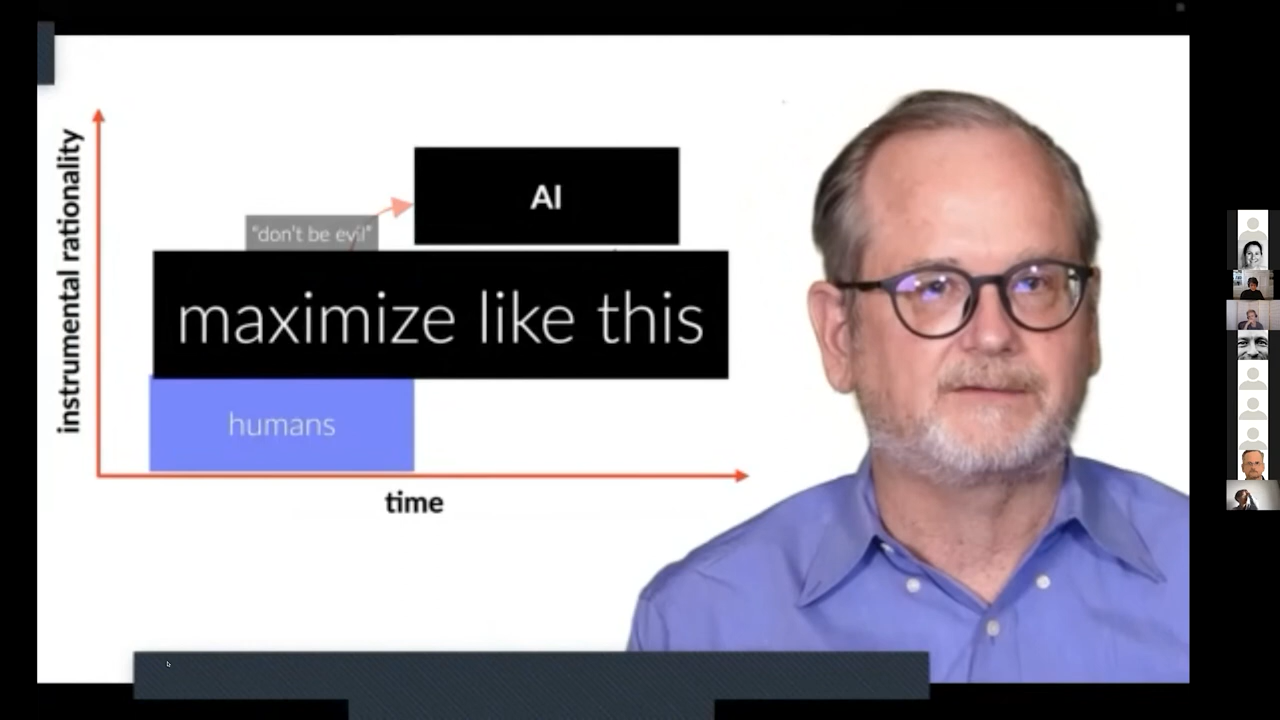 instrumental rationality
AI
"don't be evil"
maximize like this
humans
time